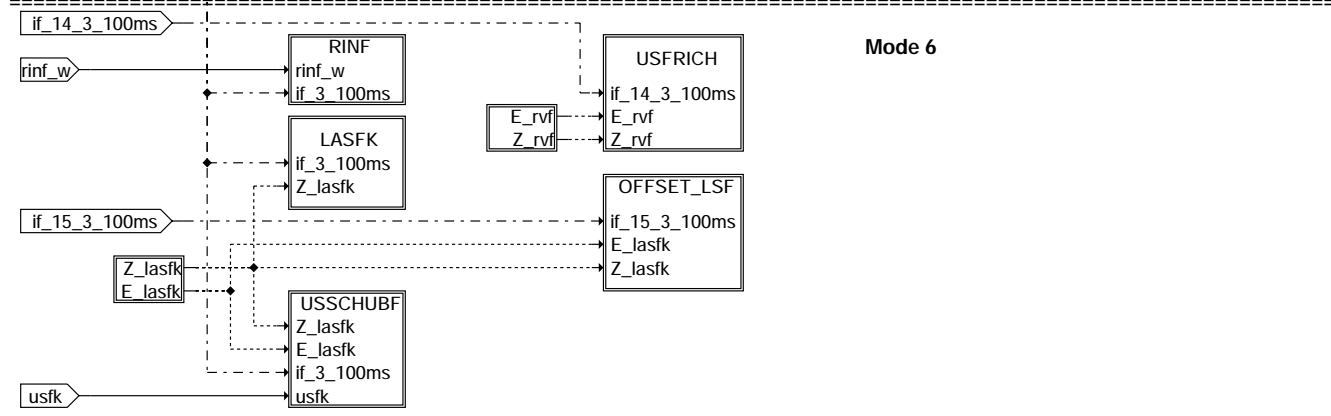 if_14_3_100ms
rinf_w
RINF
rinf_w
if_3_100ms
USFRICH
if_14_3_100ms
E_rvf
Z_rvf
E_rvf
Z_rvf
Mode 6
LASFK
if_3_100ms
Z_lasfk
if_15_3_100ms
OFFSET_LSF
if_15_3_100ms
E_lasfk
Z_lasfk
Z_lasfk
E_lasfk
USSCHUBF
Z_lasfk
E_lasfk
if_3_100ms
usfk
usfk